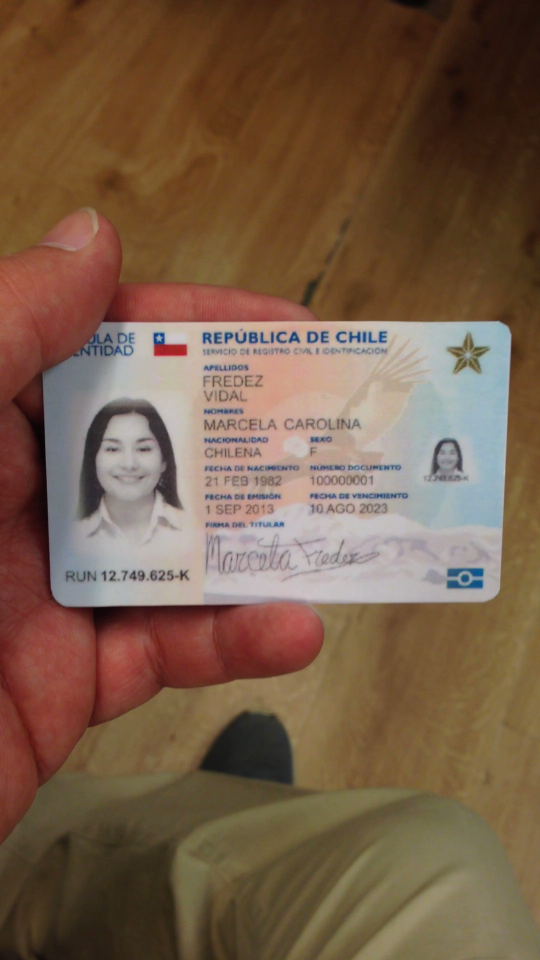 ULA DE
ENTIDAD
REPÚBLICA DE CHILE
SERVICIO DE REGISTRO CIVIL E IDENTIFICACIÓN
APELLIDOS
FREDEZ
VIDAL
NOMBRES
MARCELA CAROLINA
NACIONALIDAD SEXO
CHILENA F
FECHA DE NACIMIENTO NÚMERO DOCUMENTO
21 FEB 1982 100000001
FECHA DE EMISIÓN FECHA DE VENCIMIENTO
1 SEP 2013 10 AGO 2023
FIRMA DEL TITULAR
Marcela Fredez
RUN 12.749.625-K
12.749.625-K